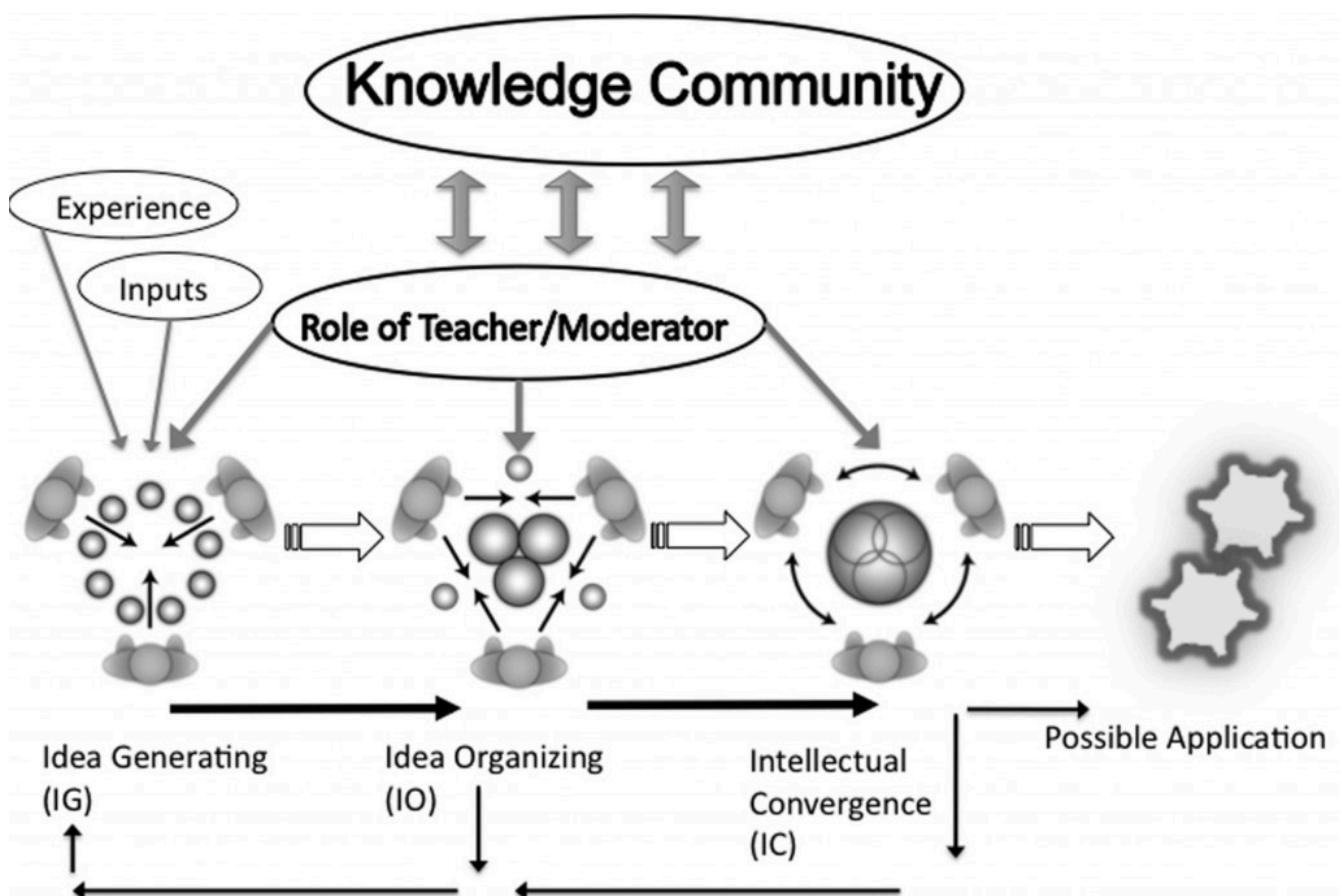 Knowledge Community
Experience
Inputs
Role of Teacher/Moderator
Idea Generating
(IG)
Idea Organizing
(IO)
Intellectual
Convergence
(IC)
Possible Application